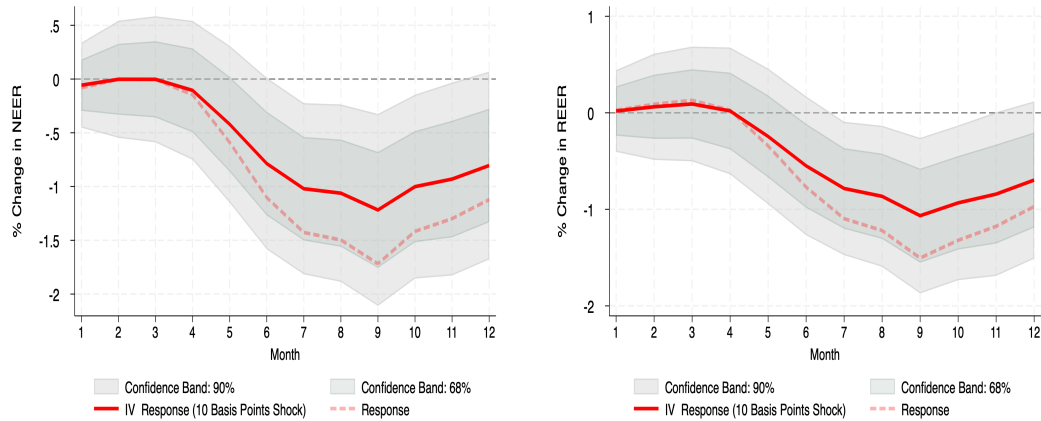 % Change in NEER
.5
0
-.5
-1
-1.5
-2
1 2 3 4 5 6 7 8 9 10 11 12
Month
Confidence Band: 90% Confidence Band: 68%
IV Response (10 Basis Points Shock) Response
% Change in REER
1
0
-1
-2
1 2 3 4 5 6 7 8 9 10 11 12
Month
Confidence Band: 90% Confidence Band: 68%
IV Response (10 Basis Points Shock) Response